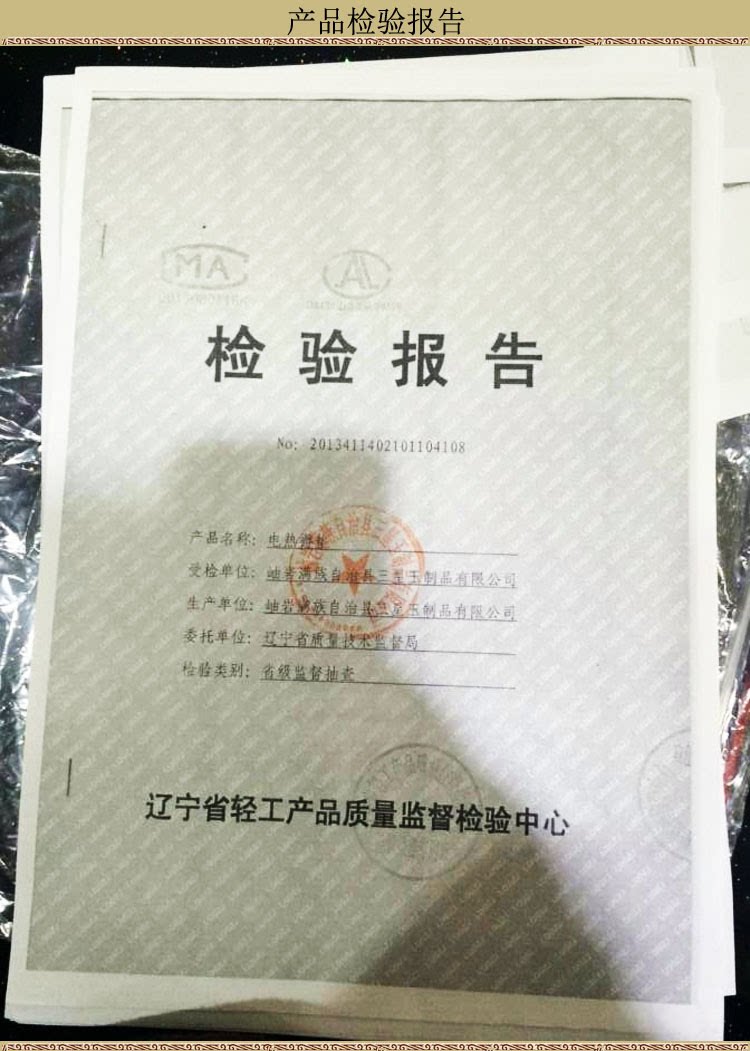 产品检验报告
MA
检验报告
No: 2013411402101104108
产品名称: 电热
受检单位: 岫岩满族自治县三星玉制品有限公司
生产单位: 岫岩满族自治县三星玉制品有限公司
委托单位: 辽宁省质量技术监督局
检验类别: 省级监督抽查
辽宁省轻工产品质量监督检验中心